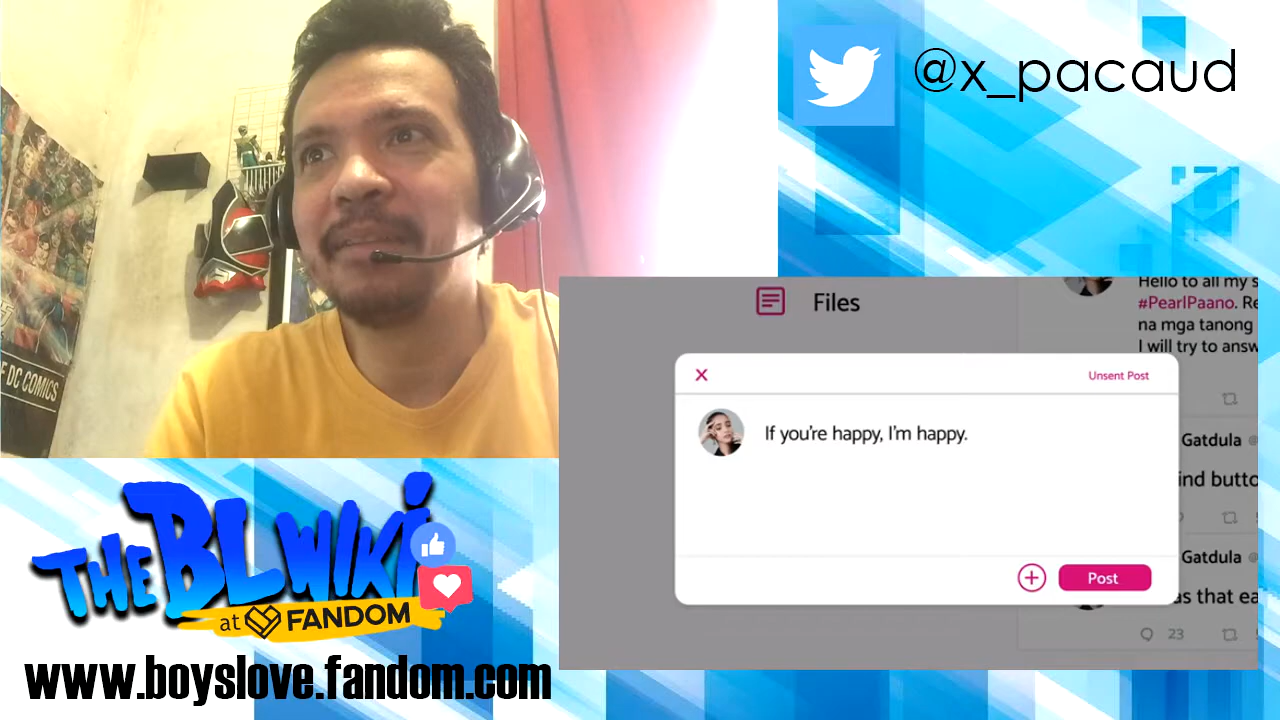 @x_pacaud
OF DC COMICS
Files
Hello to all my s
#PearlPaano. Re
na mga tanong
I will try to answ
Unsent Post
If you're happy, I'm happy.
Gatdula @
ind butto
Post
Gatdula @
as that ea
23
THE BL WIKI
at FANDOM
www.boyslove.fandom.com